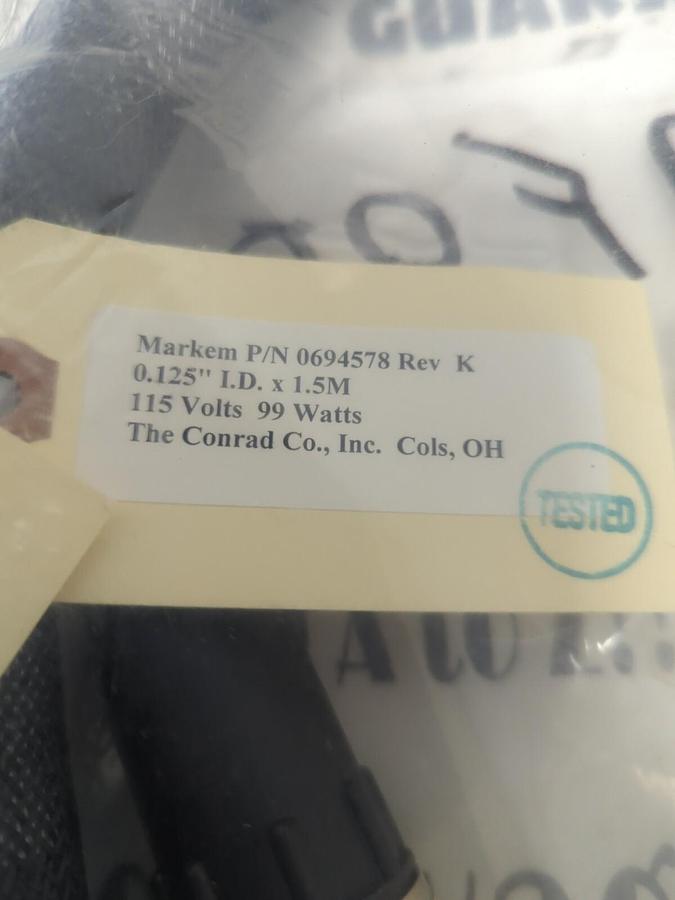 Markem P/N 0694578 Rev K
0.125" I.D. x 1.5M
115 Volts 99 Watts
The Conrad Co., Inc. Cols, OH
TESTED